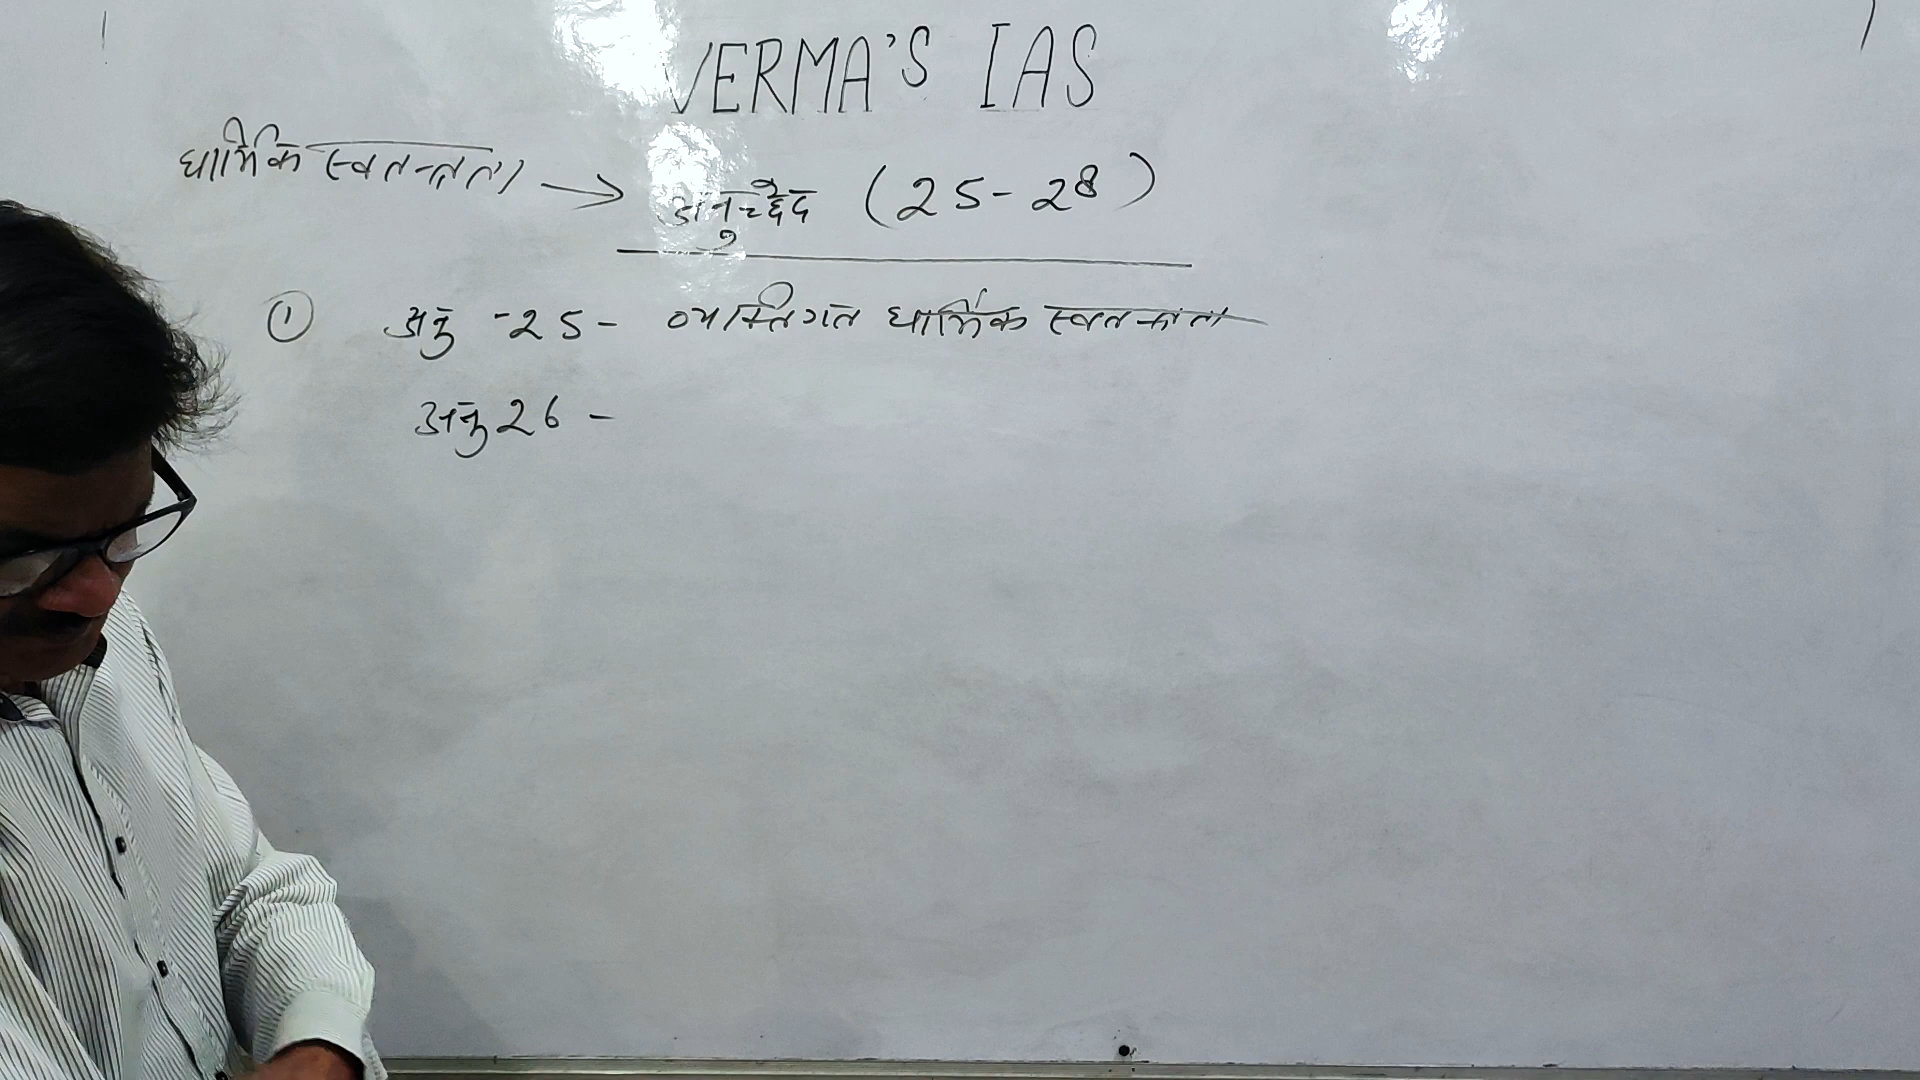 VERMA'S IAS
धार्मिक स्वतन्त्रता → अनुच्छेद (25-28)
① अनु -25- व्यक्तिगत धार्मिक स्वतन्त्रता
अनु 26 -